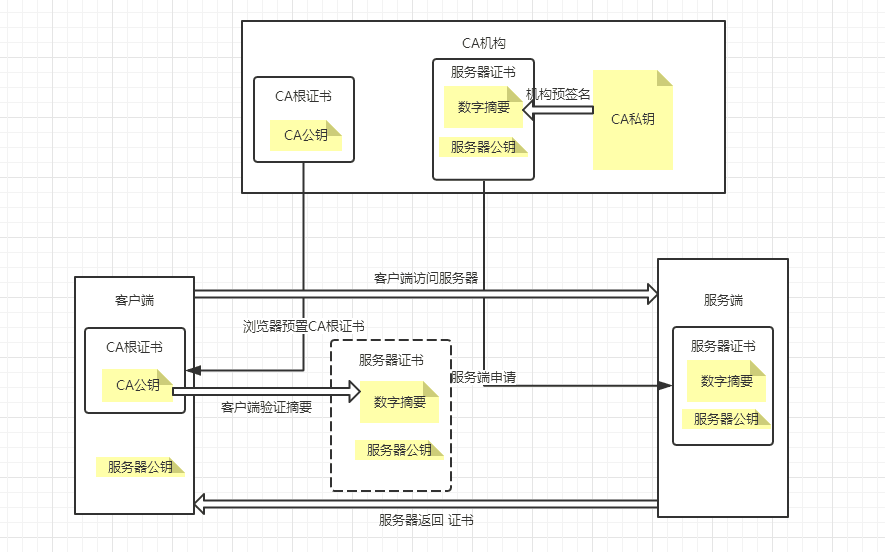 CA机构
CA根证书
CA公钥
服务器证书
数字摘要
服务器公钥
机构预签名
CA私钥
客户端访问服务器
客户端
CA根证书
CA公钥
服务器公钥
浏览器预置CA根证书
客户端验证摘要
服务器证书
数字摘要
服务器公钥
服务端申请
服务端
服务器证书
数字摘要
服务器公钥
服务器返回 证书